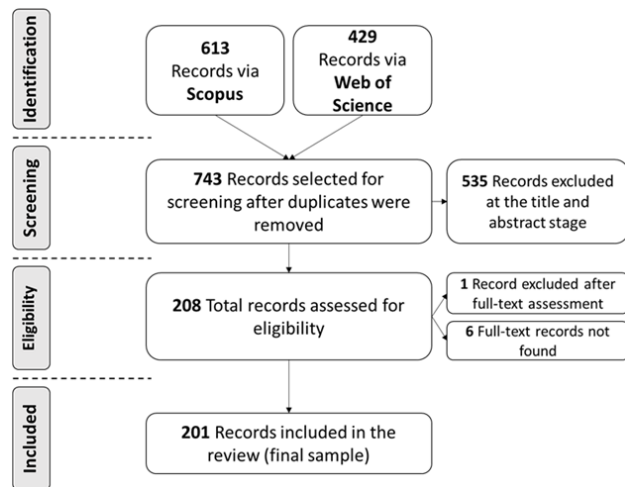 Identification
613
Records via
Scopus
429
Records via
Web of
Science
Screening
743 Records selected for
screening after duplicates were
removed
535 Records excluded
at the title and
abstract stage
Eligibility
208 Total records assessed for
eligibility
1 Record excluded after
full-text assessment
6 Full-text records not
found
Included
201 Records included in the
review (final sample)